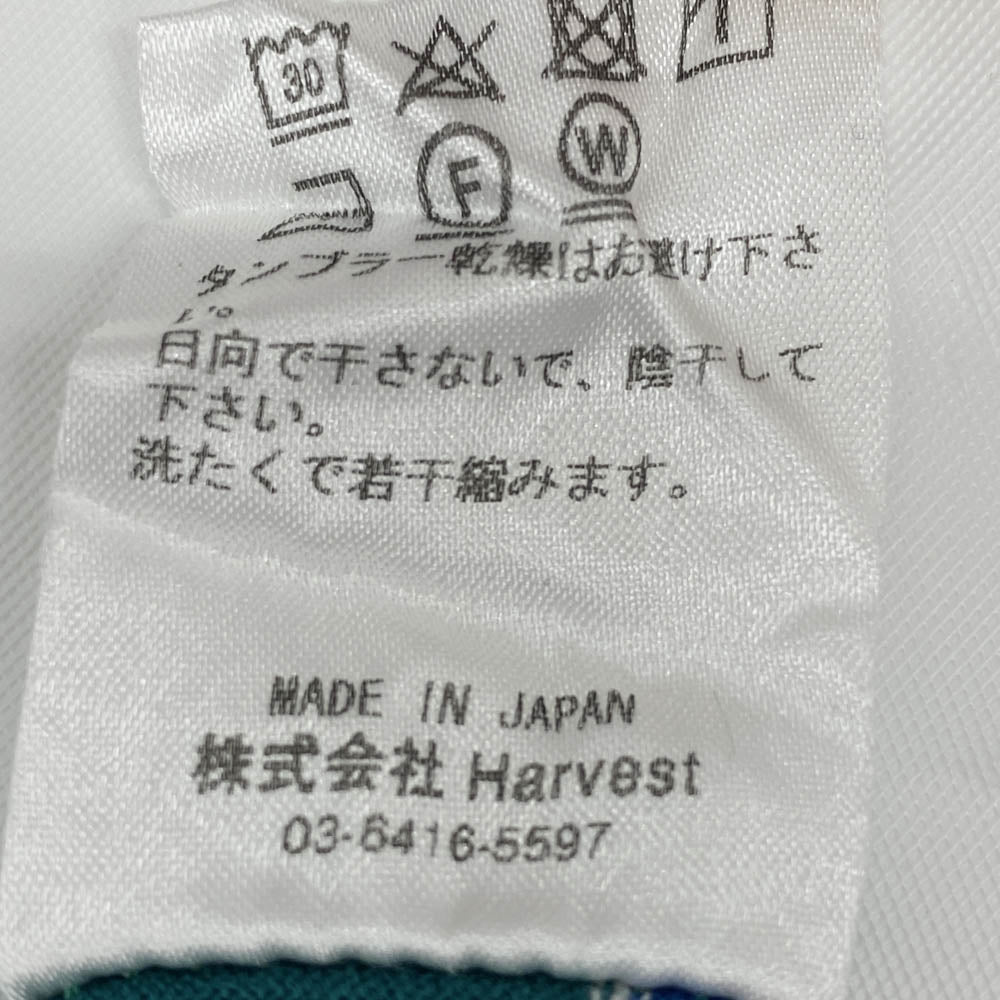 30
F W
タンブラー乾燥はお避け下さ
い。
日向で干さないで、陰干して
下さい。
洗たくで若干縮みます。
MADE IN JAPAN
株式会社 Harvest
03-6416-5597